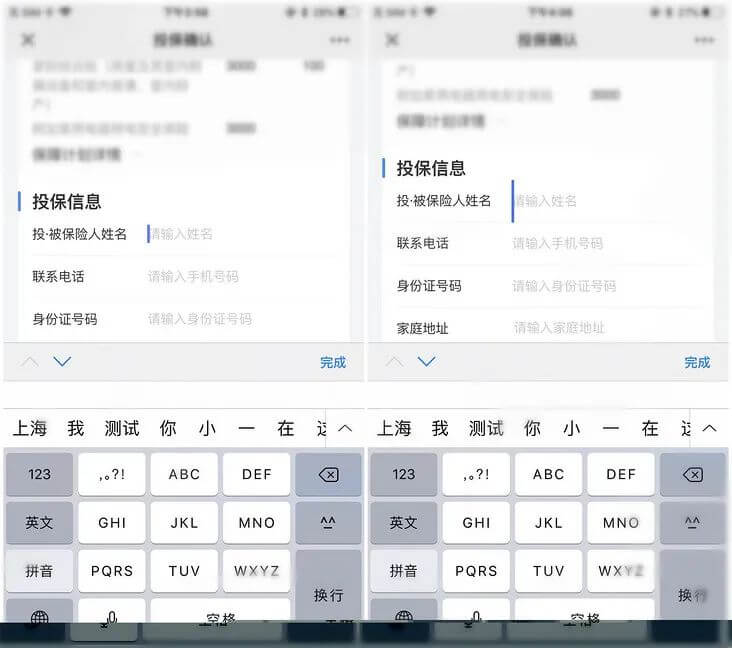 投保确认
投保确认
3000 100
产）
3000
保障计划详情
产）
3000
保障计划详情
投保信息
投·被保险人姓名 请输入姓名
联系电话 请输入手机号码
身份证号码 请输入身份证号码
完成
上海 我 测试 你 小 一 在 这
123 ,。?! ABC DEF
英文 GHI JKL MNO ^^
拼音 PQRS TUV WXYZ
换行
空格
投保信息
投·被保险人姓名 请输入姓名
联系电话 请输入手机号码
身份证号码 请输入身份证号码
家庭地址 请输入家庭地址
完成
上海 我 测试 你 小 一 在 这
123 ,。?! ABC DEF
英文 GHI JKL MNO ^^
拼音 PQRS TUV WXYZ
换行
空格